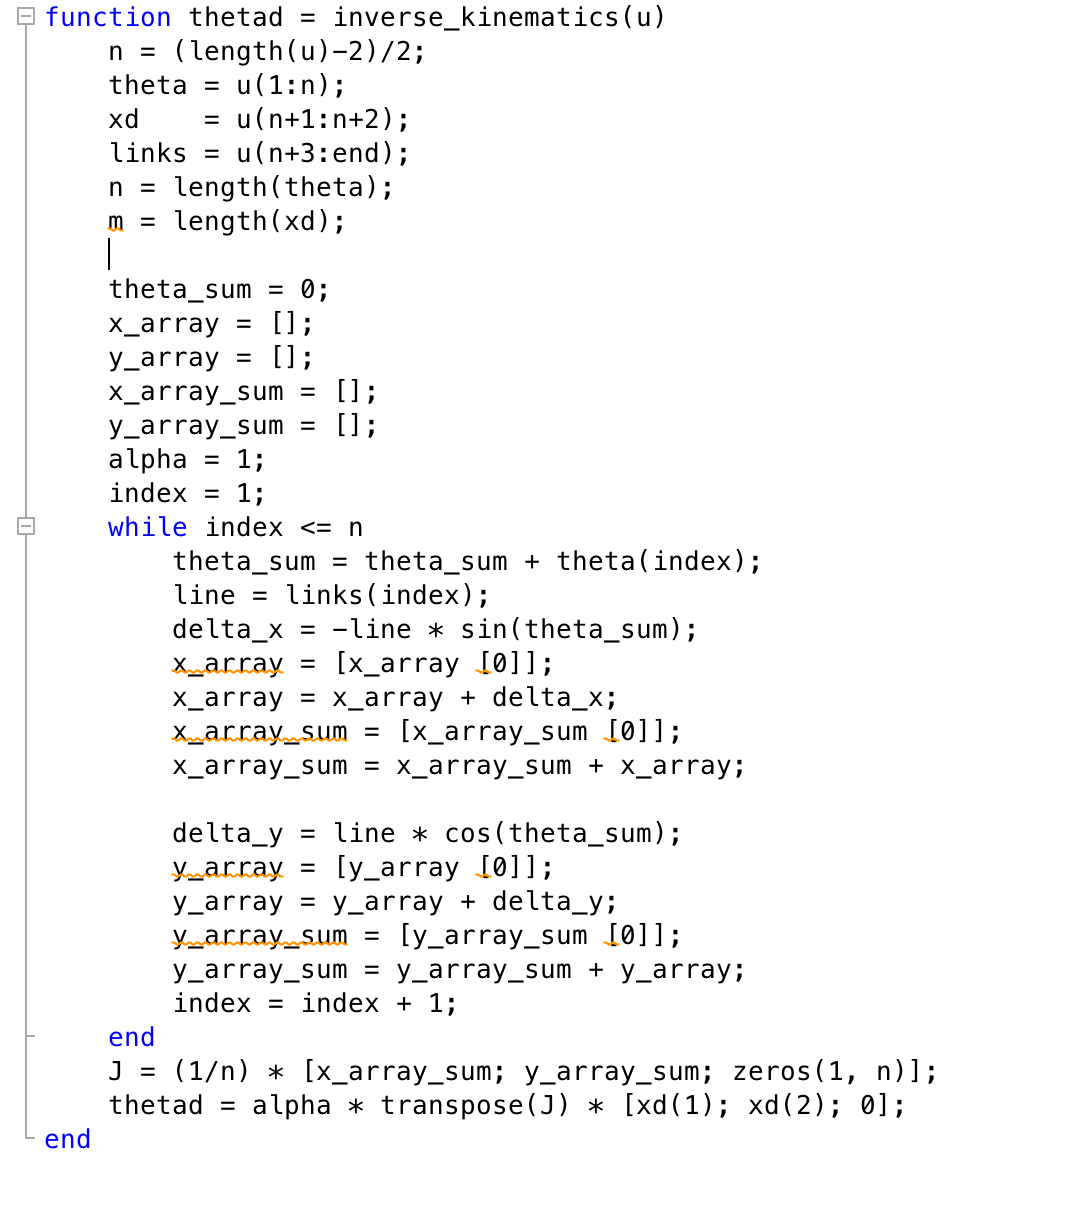 function thetad = inverse_kinematics(u)
    n = (length(u)-2)/2;
    theta = u(1:n);
    xd    = u(n+1:n+2);
    links = u(n+3:end);
    n = length(theta);
    m = length(xd);

    theta_sum = 0;
    x_array = [];
    y_array = [];
    x_array_sum = [];
    y_array_sum = [];
    alpha = 1;
    index = 1;
    while index <= n
        theta_sum = theta_sum + theta(index);
        line = links(index);
        delta_x = -line * sin(theta_sum);
        x_array = [x_array [0]];
        x_array = x_array + delta_x;
        x_array_sum = [x_array_sum [0]];
        x_array_sum = x_array_sum + x_array;

        delta_y = line * cos(theta_sum);
        y_array = [y_array [0]];
        y_array = y_array + delta_y;
        y_array_sum = [y_array_sum [0]];
        y_array_sum = y_array_sum + y_array;
        index = index + 1;
    end
    J = (1/n) * [x_array_sum; y_array_sum; zeros(1, n)];
    thetad = alpha * transpose(J) * [xd(1); xd(2); 0];
end